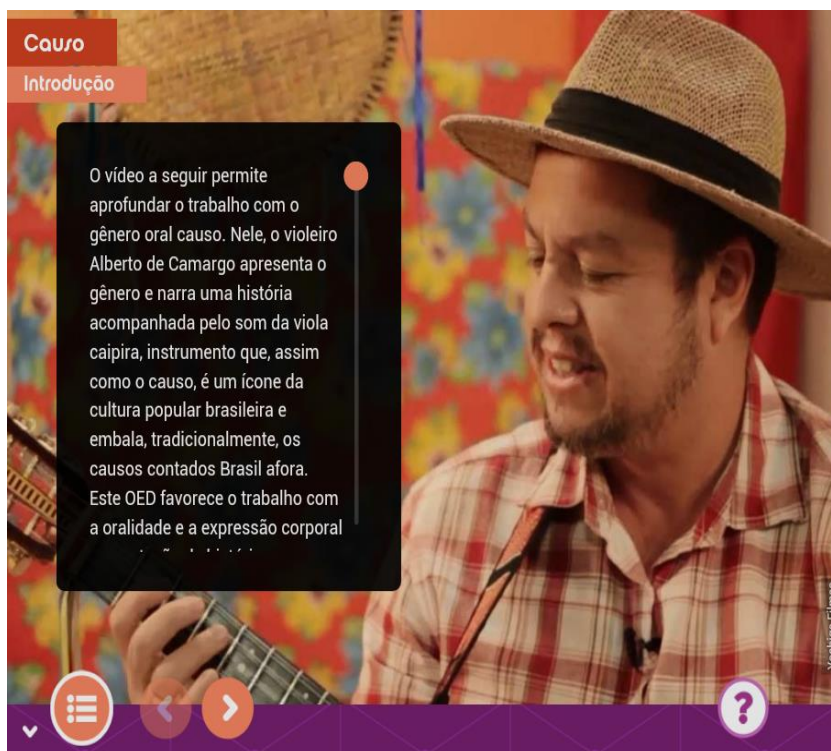 Causo
Introdução
O vídeo a seguir permite
aprofundar o trabalho com o
gênero oral causo. Nele, o violeiro
Alberto de Camargo apresenta o
gênero e narra uma história
acompanhada pelo som da viola
caipira, instrumento que, assim
como o causo, é um ícone da
cultura popular brasileira e
embala, tradicionalmente, os
causos contados Brasil afora.
Este OED favorece o trabalho com
a oralidade e a expressão corporal
?